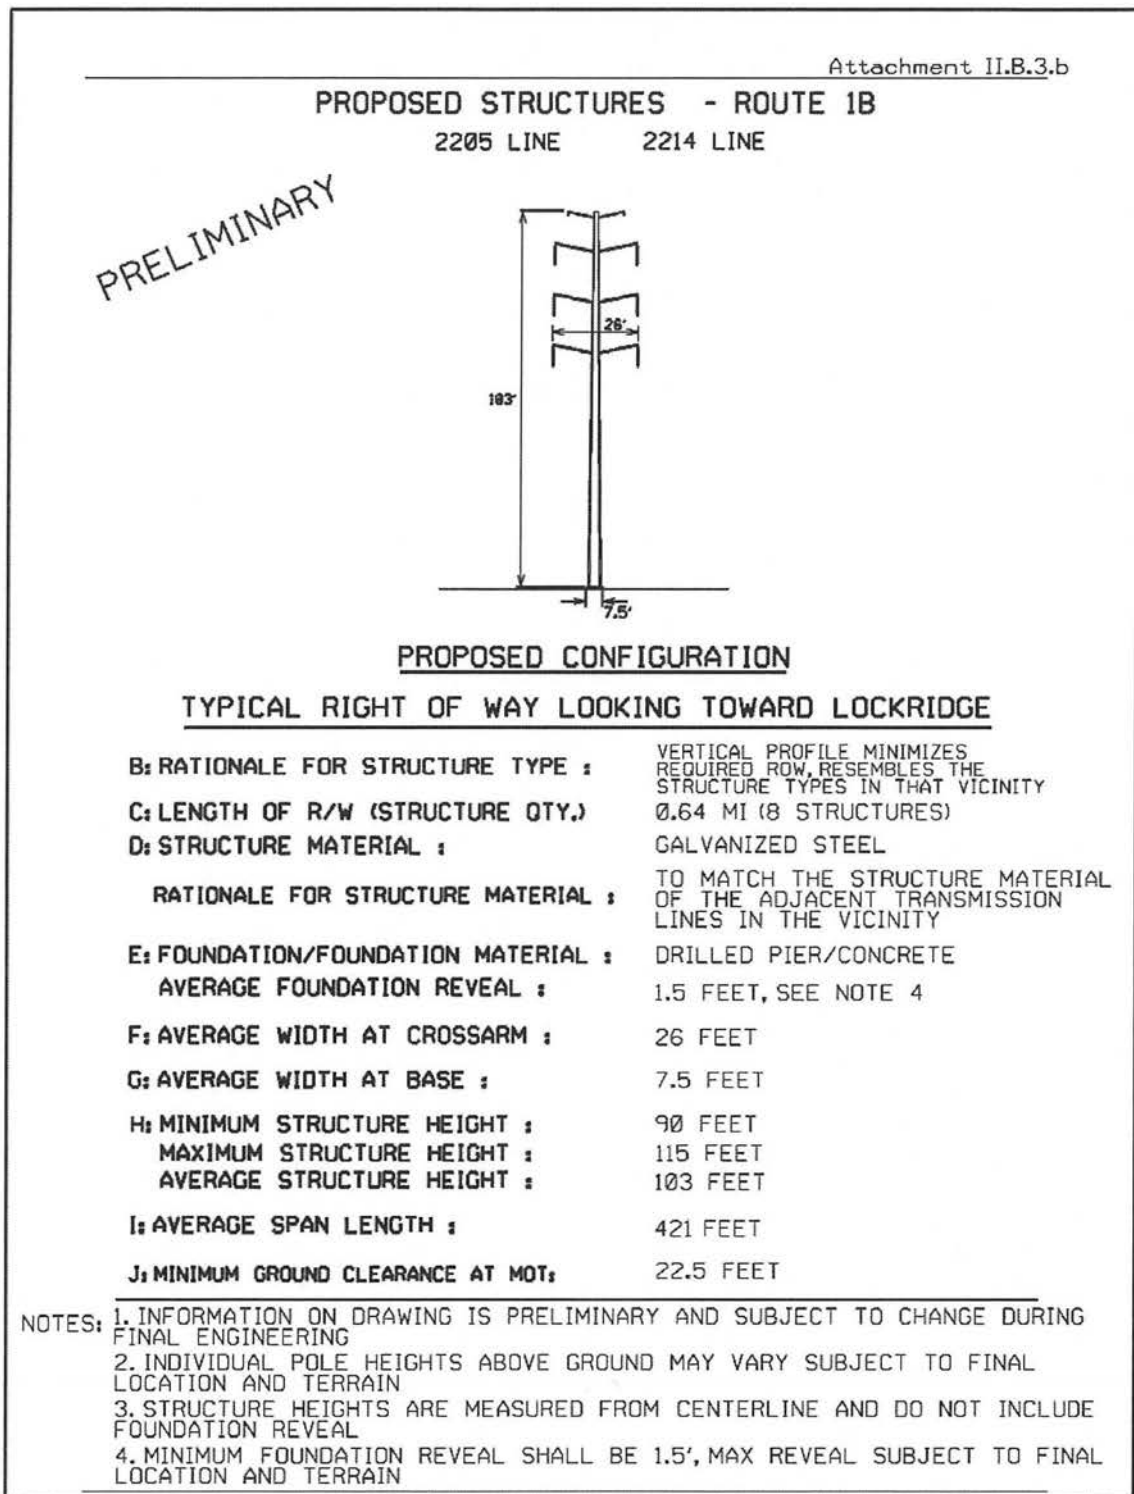 Attachment II.B.3.b
PROPOSED STRUCTURES - ROUTE 1B
2205 LINE 2214 LINE
PRELIMINARY
26'
103'
7.5'
PROPOSED CONFIGURATION
TYPICAL RIGHT OF WAY LOOKING TOWARD LOCKRIDGE
B: RATIONALE FOR STRUCTURE TYPE : VERTICAL PROFILE MINIMIZES
REQUIRED ROW, RESEMBLES THE
STRUCTURE TYPES IN THAT VICINITY
C: LENGTH OF R/W (STRUCTURE QTY.) 0.64 MI (8 STRUCTURES)
D: STRUCTURE MATERIAL : GALVANIZED STEEL
RATIONALE FOR STRUCTURE MATERIAL : TO MATCH THE STRUCTURE MATERIAL
OF THE ADJACENT TRANSMISSION
LINES IN THE VICINITY
E: FOUNDATION/FOUNDATION MATERIAL : DRILLED PIER/CONCRETE
AVERAGE FOUNDATION REVEAL : 1.5 FEET, SEE NOTE 4
F: AVERAGE WIDTH AT CROSSARM : 26 FEET
G: AVERAGE WIDTH AT BASE : 7.5 FEET
H: MINIMUM STRUCTURE HEIGHT : 90 FEET
MAXIMUM STRUCTURE HEIGHT : 115 FEET
AVERAGE STRUCTURE HEIGHT : 103 FEET
I: AVERAGE SPAN LENGTH : 421 FEET
J: MINIMUM GROUND CLEARANCE AT MOT: 22.5 FEET
NOTES: 1. INFORMATION ON DRAWING IS PRELIMINARY AND SUBJECT TO CHANGE DURING
FINAL ENGINEERING
2. INDIVIDUAL POLE HEIGHTS ABOVE GROUND MAY VARY SUBJECT TO FINAL
LOCATION AND TERRAIN
3. STRUCTURE HEIGHTS ARE MEASURED FROM CENTERLINE AND DO NOT INCLUDE
FOUNDATION REVEAL
4. MINIMUM FOUNDATION REVEAL SHALL BE 1.5', MAX REVEAL SUBJECT TO FINAL
LOCATION AND TERRAIN